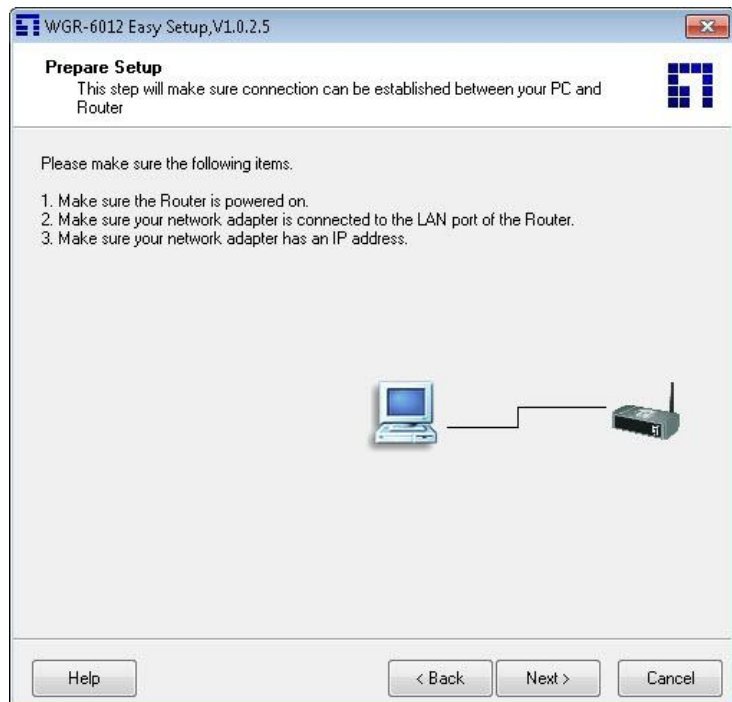 WGR-6012 Easy Setup,V1.0.2.5
Prepare Setup
This step will make sure connection can be established between your PC and
Router
Please make sure the following items.
1. Make sure the Router is powered on.
2. Make sure your network adapter is connected to the LAN port of the Router.
3. Make sure your network adapter has an IP address.
Help
< Back
Next >
Cancel